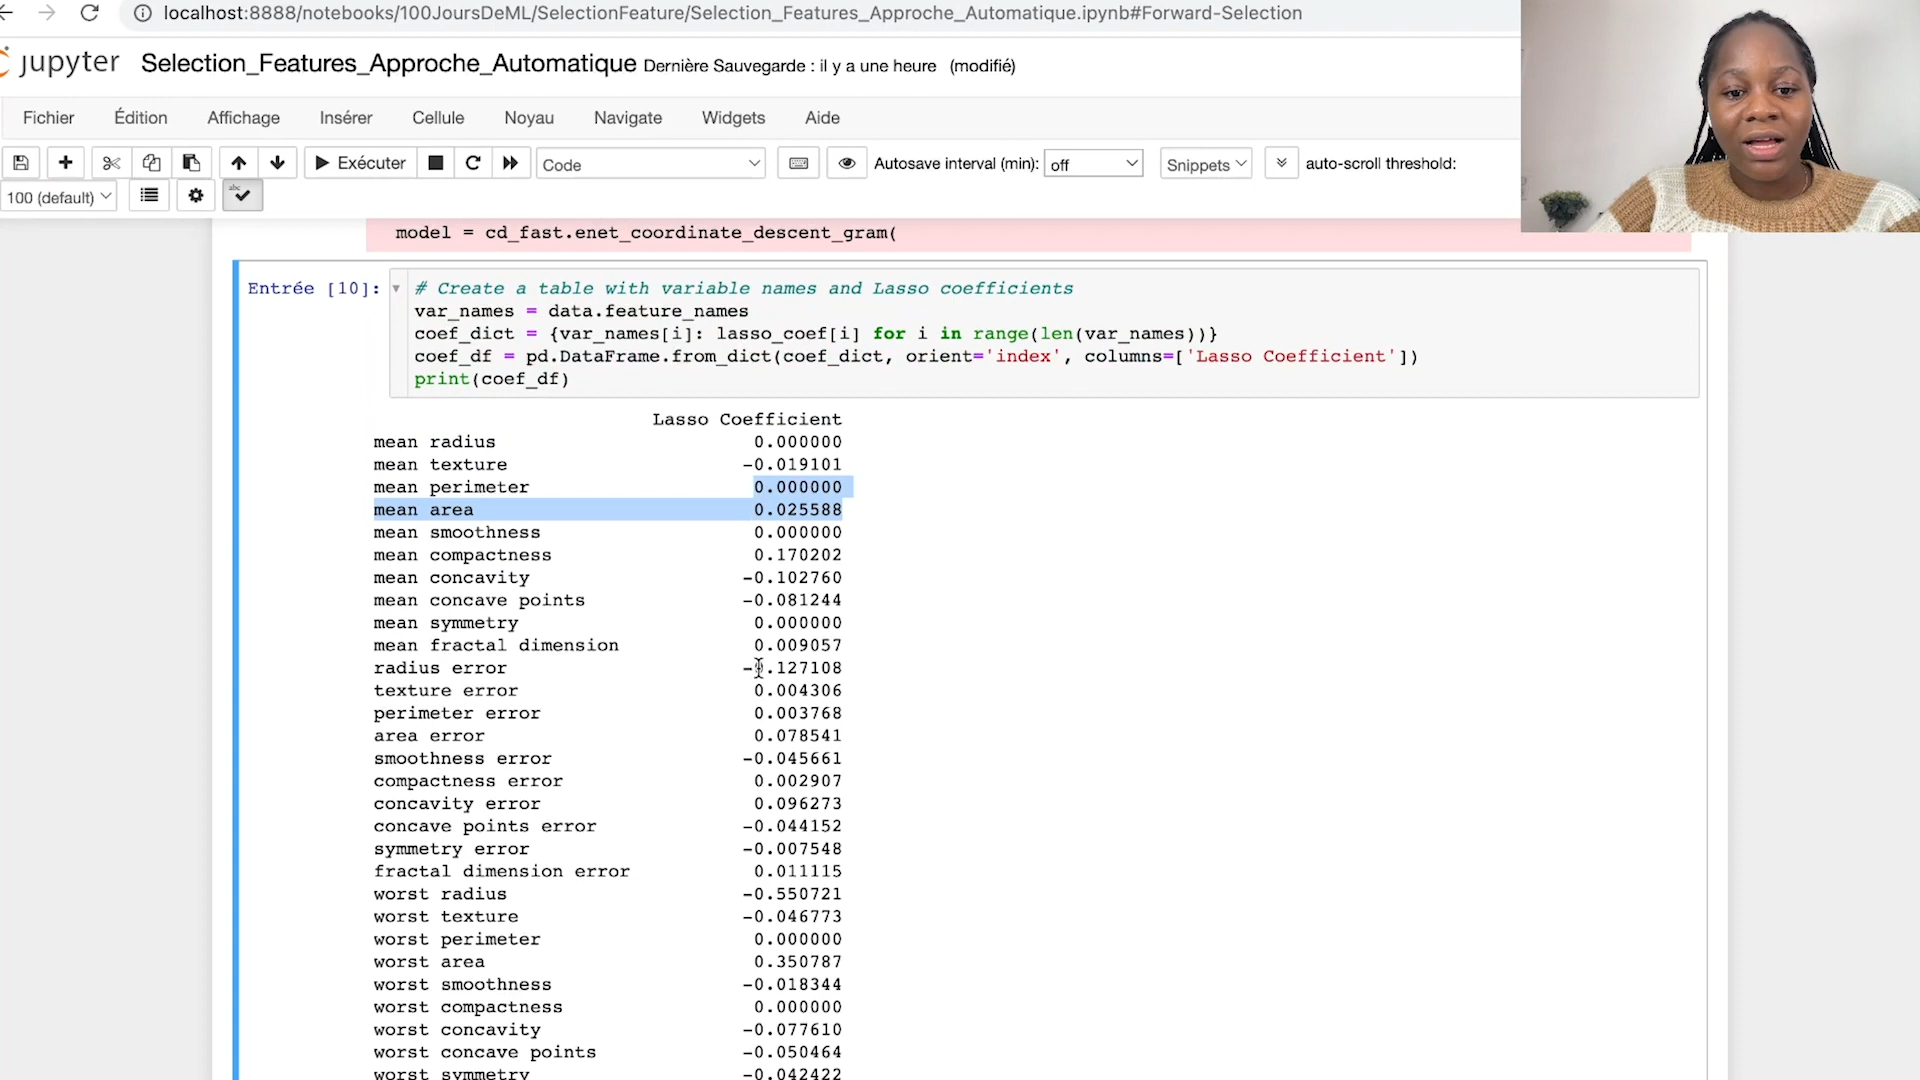 localhost:8888/notebooks/100JoursDeML/SelectionFeature/Selection_Features_Approche_Automatique.ipynb#Forward-Selection
jupyter Selection_Features_Approche_Automatique Dernière Sauvegarde : il y a une heure (modifié)
Fichier Édition Affichage Insérer Cellule Noyau Navigate Widgets Aide
Exécuter Code Autosave interval (min): off Snippets auto-scroll threshold:
100 (default) abc
model = cd_fast.enet_coordinate_descent_gram(
Entrée [10]: # Create a table with variable names and Lasso coefficients
var_names = data.feature_names
coef_dict = {var_names[i]: lasso_coef[i] for i in range(len(var_names))}
coef_df = pd.DataFrame.from_dict(coef_dict, orient='index', columns=['Lasso Coefficient'])
print(coef_df)
Lasso Coefficient
mean radius 0.000000
mean texture -0.019101
mean perimeter 0.000000
mean area 0.025588
mean smoothness 0.000000
mean compactness 0.170202
mean concavity -0.102760
mean concave points -0.081244
mean symmetry 0.000000
mean fractal dimension 0.009057
radius error -0.127108
texture error 0.004306
perimeter error 0.003768
area error 0.078541
smoothness error -0.045661
compactness error 0.002907
concavity error 0.096273
concave points error -0.044152
symmetry error -0.007548
fractal dimension error 0.011115
worst radius -0.550721
worst texture -0.046773
worst perimeter 0.000000
worst area 0.350787
worst smoothness -0.018344
worst compactness 0.000000
worst concavity -0.077610
worst concave points -0.050464
worst symmetry -0.042422